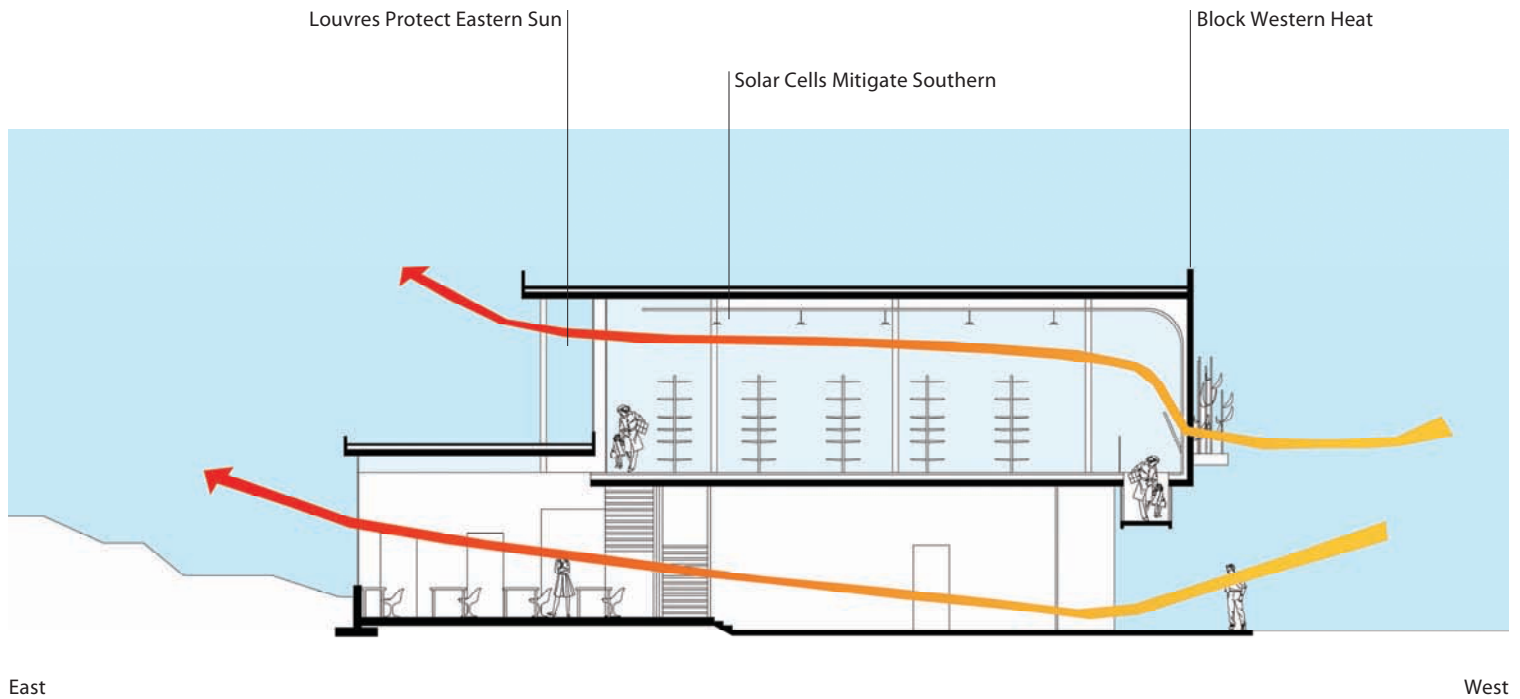 Louvres Protect Eastern Sun
Block Western Heat
Solar Cells Mitigate Southern
East
West